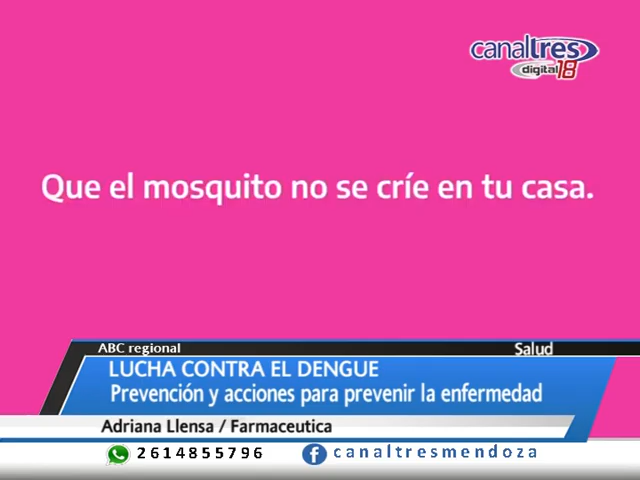 canaltres
digital 18
Que el mosquito no se críe en tu casa.
ABC regional
Salud
LUCHA CONTRA EL DENGUE
Prevención y acciones para prevenir la enfermedad
Adriana Llensa / Farmaceutica
2614855796
canaltresmendoza